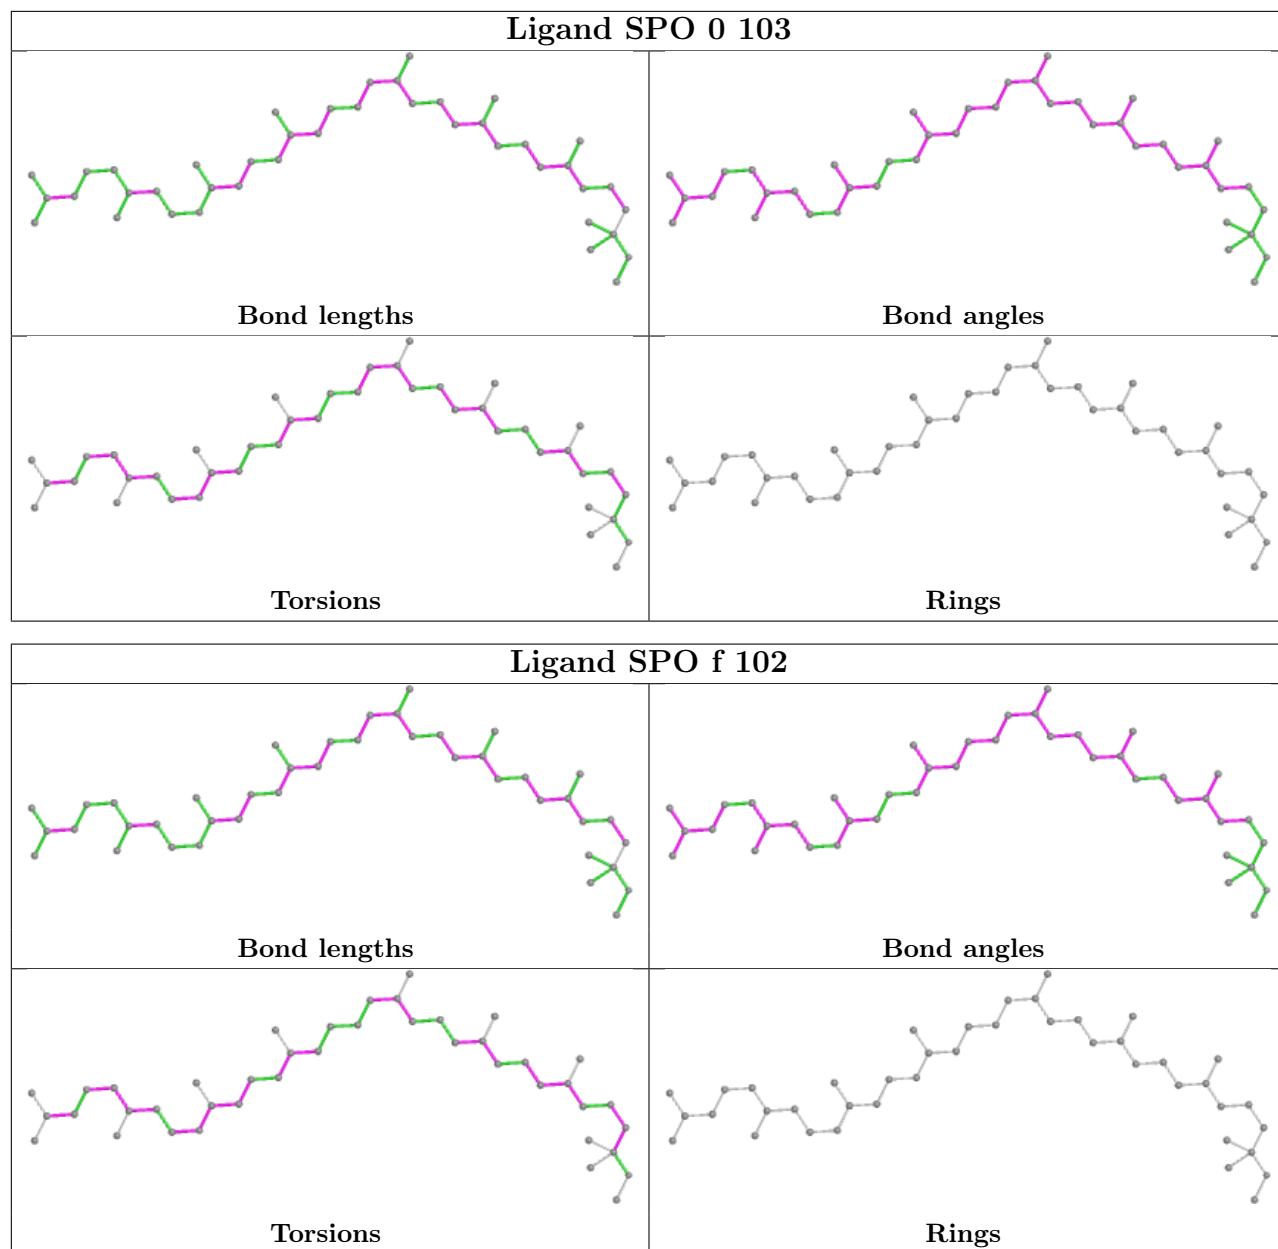 Ligand SPO 0 103
Bond lengths
Bond angles
Torsions
Rings
Ligand SPO f 102
Bond lengths
Bond angles
Torsions
Rings